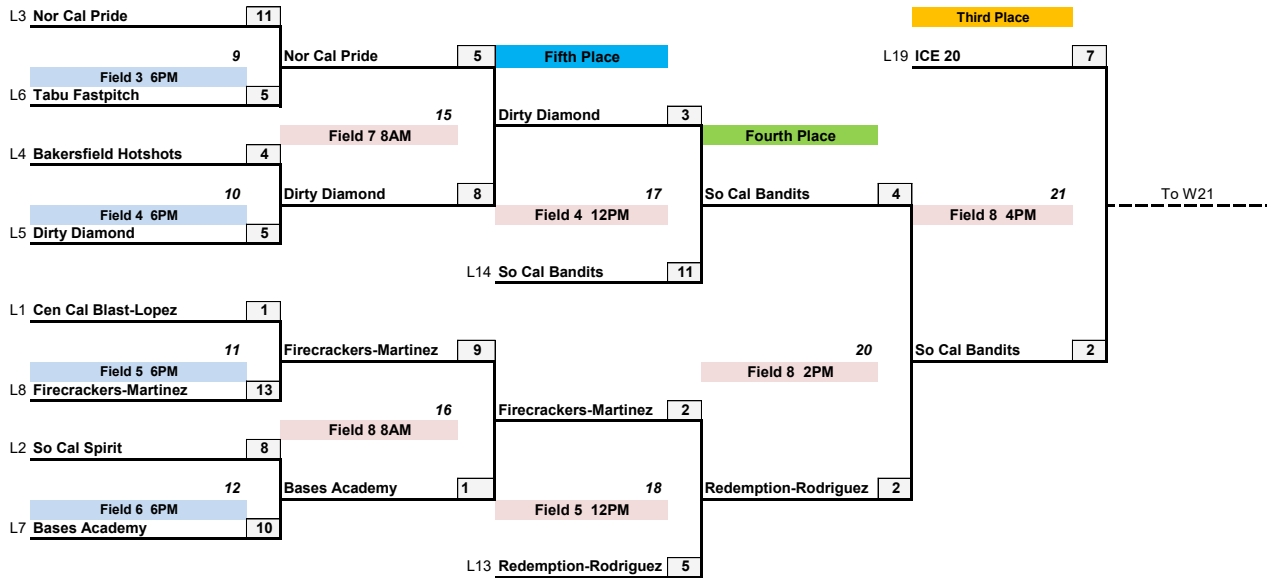 L3 Nor Cal Pride 11
Third Place
9 Nor Cal Pride 5 Fifth Place L19 ICE 20 7
Field 3 6PM
L6 Tabu Fastpitch 5
15 Dirty Diamond 3
Field 7 8AM Fourth Place
L4 Bakersfield Hotshots 4
10 Dirty Diamond 8 17 So Cal Bandits 4 21 To W21
Field 4 6PM Field 4 12PM Field 8 4PM
L5 Dirty Diamond 5
L14 So Cal Bandits 11
L1 Cen Cal Blast-Lopez 1
11 Firecrackers-Martinez 9 20 So Cal Bandits 2
Field 5 6PM Field 8 2PM
L8 Firecrackers-Martinez 13
16 Firecrackers-Martinez 2
Field 8 8AM
L2 So Cal Spirit 8
12 Bases Academy 1 18 Redemption-Rodriguez 2
Field 6 6PM Field 5 12PM
L7 Bases Academy 10
L13 Redemption-Rodriguez 5